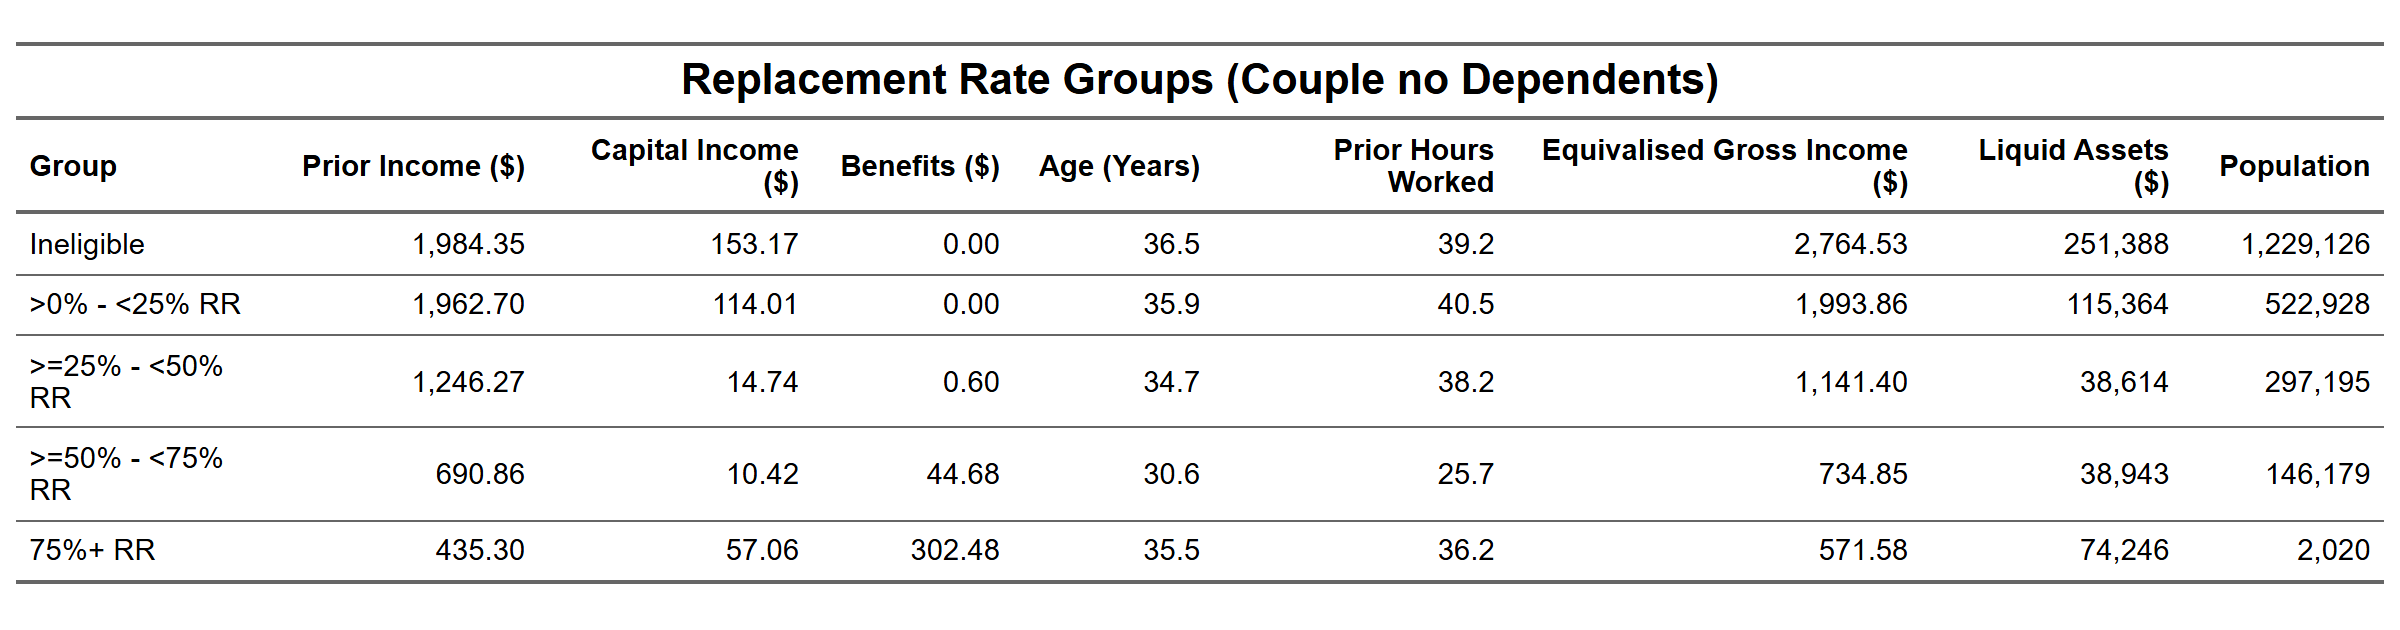 Replacement Rate Groups (Couple no Dependents)
Group Prior Income ($) Capital Income ($) Benefits ($) Age (Years) Prior Hours Worked Equivalised Gross Income ($) Liquid Assets ($) Population
Ineligible 1,984.35 153.17 0.00 36.5 39.2 2,764.53 251,388 1,229,126
>0% - <25% RR 1,962.70 114.01 0.00 35.9 40.5 1,993.86 115,364 522,928
>=25% - <50% RR 1,246.27 14.74 0.60 34.7 38.2 1,141.40 38,614 297,195
>=50% - <75% RR 690.86 10.42 44.68 30.6 25.7 734.85 38,943 146,179
75%+ RR 435.30 57.06 302.48 35.5 36.2 571.58 74,246 2,020